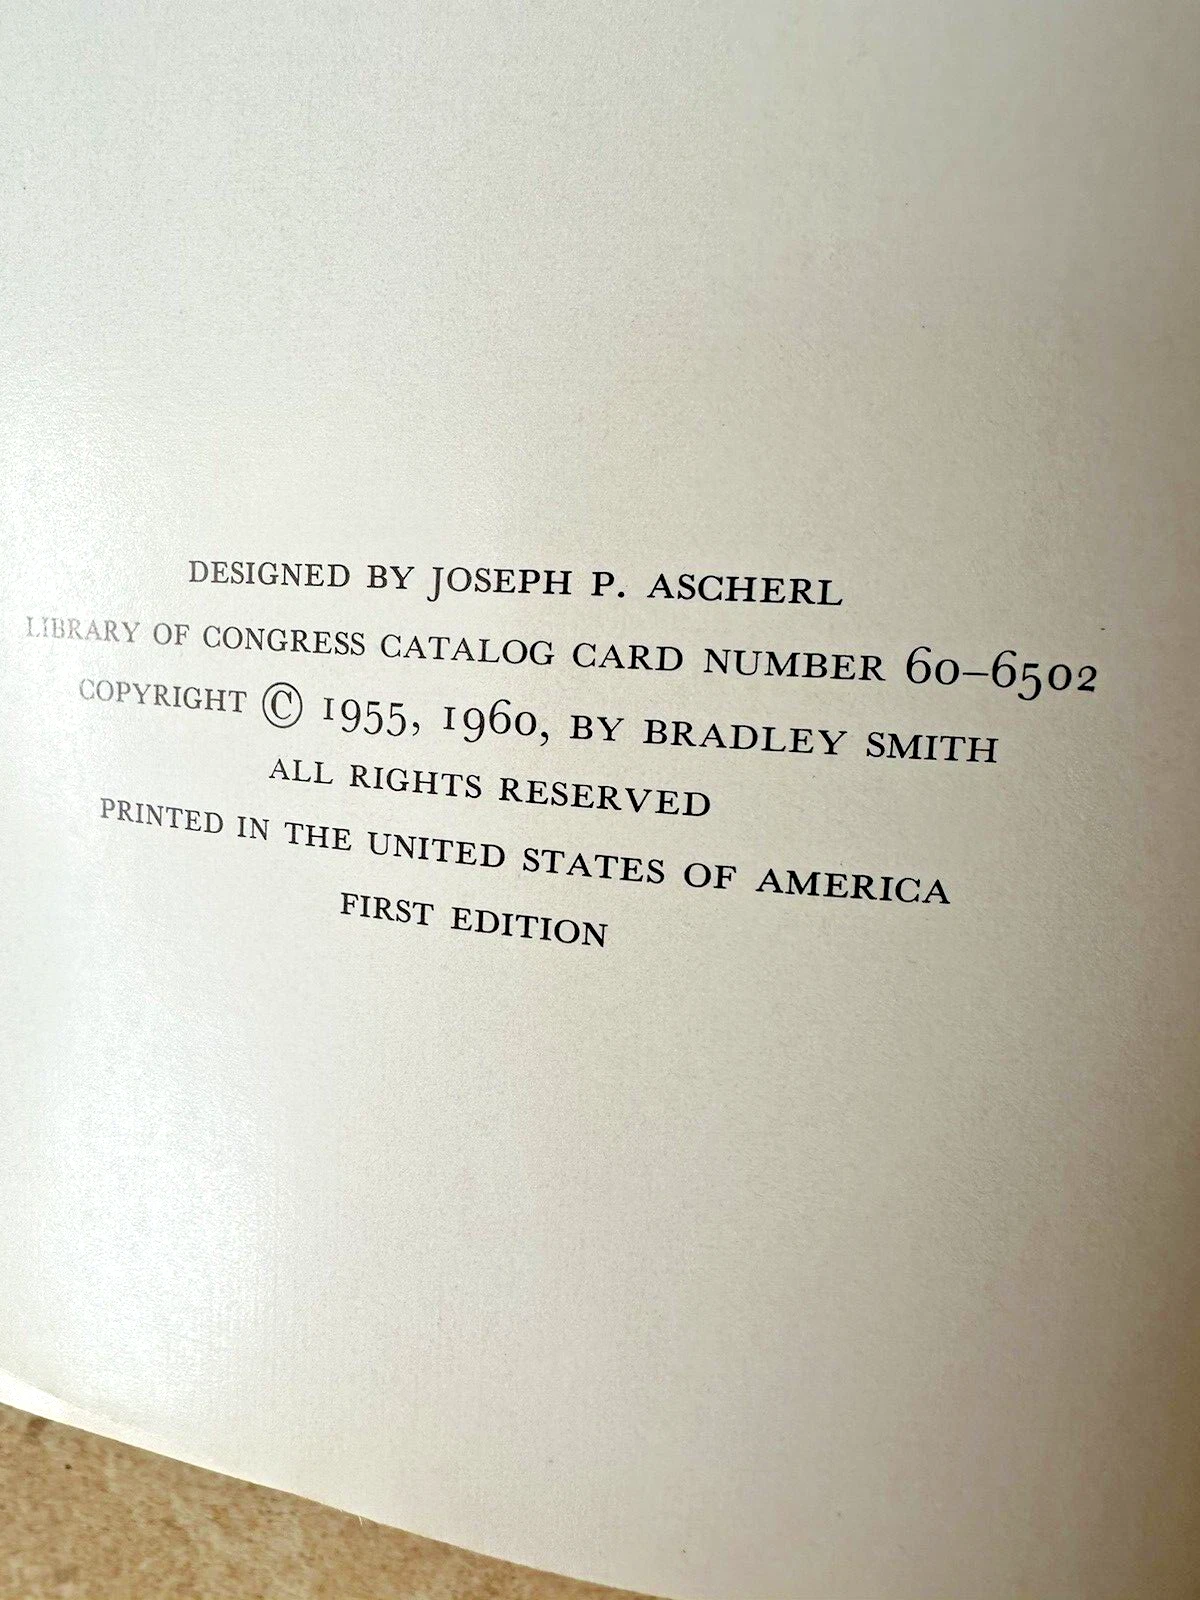 DESIGNED BY JOSEPH P. ASCHERL
LIBRARY OF CONGRESS CATALOG CARD NUMBER 60–6502
COPYRIGHT © 1955, 1960, BY BRADLEY SMITH
ALL RIGHTS RESERVED
PRINTED IN THE UNITED STATES OF AMERICA
FIRST EDITION